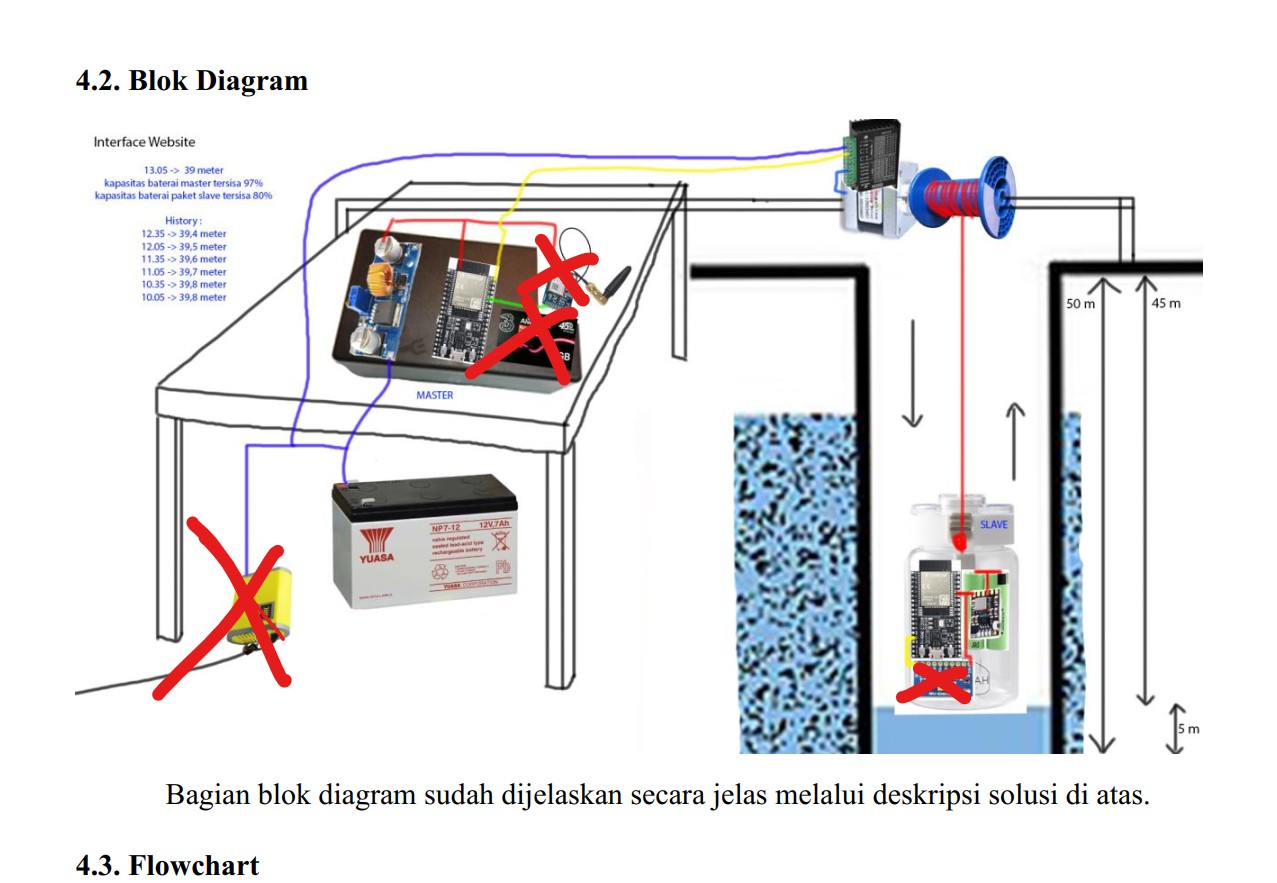 4.2. Blok Diagram
Interface Website
13.05 -> 39 meter
kapasitas baterai master tersisa 97%
kapasitas baterai paket slave tersisa 80%
History :
12.35 -> 39,4 meter
12.05 -> 39,5 meter
11.35 -> 39,6 meter
11.05 -> 39,7 meter
10.35 -> 39,8 meter
10.05 -> 39,8 meter
50 m
45 m
MASTER
NP7-12 12V,7Ah
valve regulated
sealed lead-acid type
rechargeable battery
YUASA
Pb
YUASA CORPORATION
SLAVE
5 m
Bagian blok diagram sudah dijelaskan secara jelas melalui deskripsi solusi di atas.
4.3. Flowchart